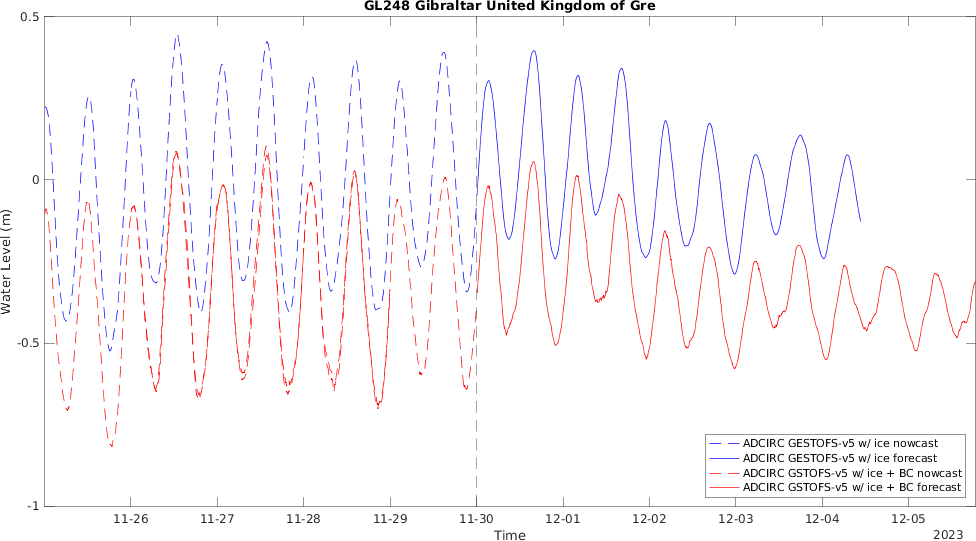 GL248 Gibraltar United Kingdom of Gre
0.5
0
-0.5
-1
Water Level (m)
11-26 11-27 11-28 11-29 11-30 12-01 12-02 12-03 12-04 12-05
Time
2023
ADCIRC GESTOFS-v5 w/ ice nowcast
ADCIRC GESTOFS-v5 w/ ice forecast
ADCIRC GSTOFS-v5 w/ ice + BC nowcast
ADCIRC GSTOFS-v5 w/ ice + BC forecast